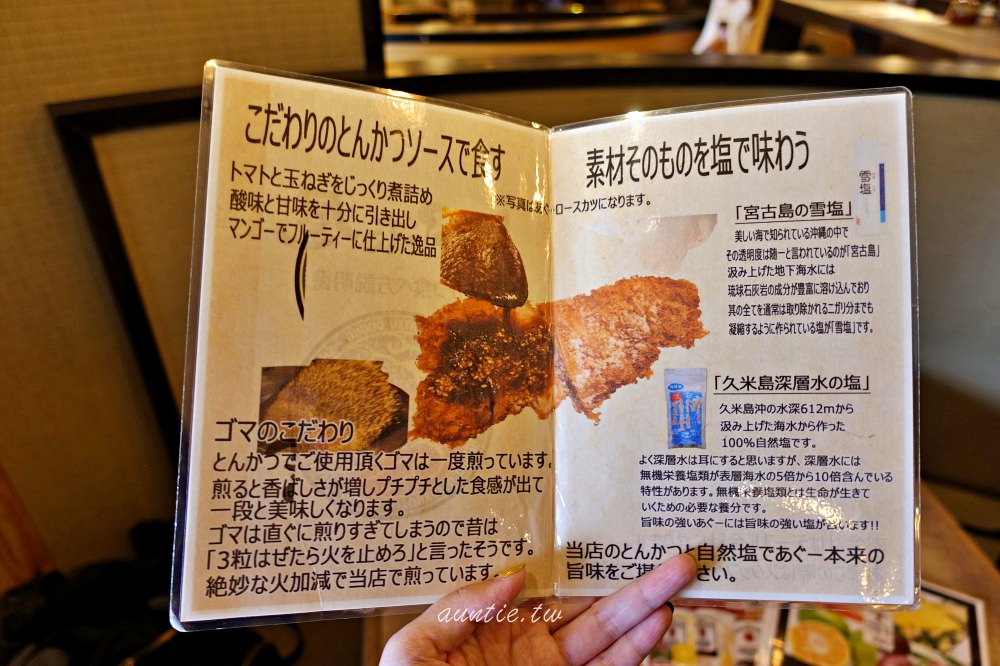 こだわりのとんかつソースで食す
トマトと玉ねぎをじっくり煮詰め
酸味と甘味を十分に引き出し
マンゴーでフルーティーに仕上げた逸品
ゴマのこだわり
とんかつでご使用頂くゴマは一度煎っています。
煎ると香ばしさが増しプチプチとした食感が出て
一段と美味しくなります。
ゴマは直ぐに煎りすぎてしまうので昔は
「3粒はぜたら火を止めろ」と言ったそうです。
絶妙な火加減で当店で煎っています。
素材そのものを塩で味わう
※写真はあぐーロースカツになります。
雪塩
「宮古島の雪塩」
美しい海で知られている沖縄の中で
その透明度は随一と言われているのが「宮古島」
汲み上げた地下海水には
琉球石灰岩の成分が豊富に溶け込んでおり
其の全てを通常は取り除かれるニガリ分までも
凝縮するように作られている塩が「雪塩」です。
「久米島深層水の塩」
久米島沖の水深612mから
汲み上げた海水から作った
100%自然塩です。
よく深層水は耳にすると思いますが、深層水には
無機栄養塩類が表層海水の5倍から10倍含んでいる
特性があります。無機栄養塩類とは生命が生きて
いくための必要な養分です。
旨味の強いあぐーには旨味の強い塩が合います!!
当店のとんかつと自然塩であぐー本来の
旨味をご堪さい。
auntie.tw